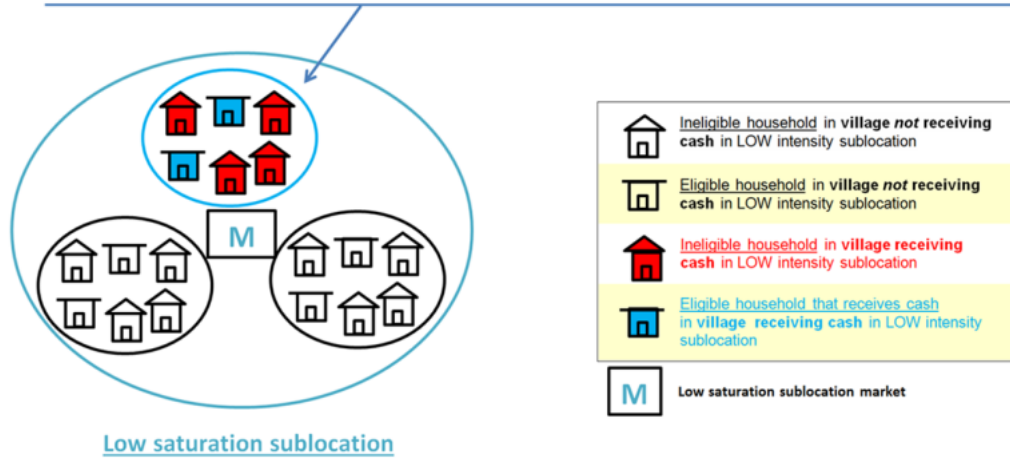 M
Low saturation sublocation
Ineligible household in village not receiving
cash in LOW intensity sublocation
Eligible household in village not receiving
cash in LOW intensity sublocation
Ineligible household in village receiving
cash in LOW intensity sublocation
Eligible household that receives cash
in village receiving cash in LOW intensity
sublocation
M
Low saturation sublocation market